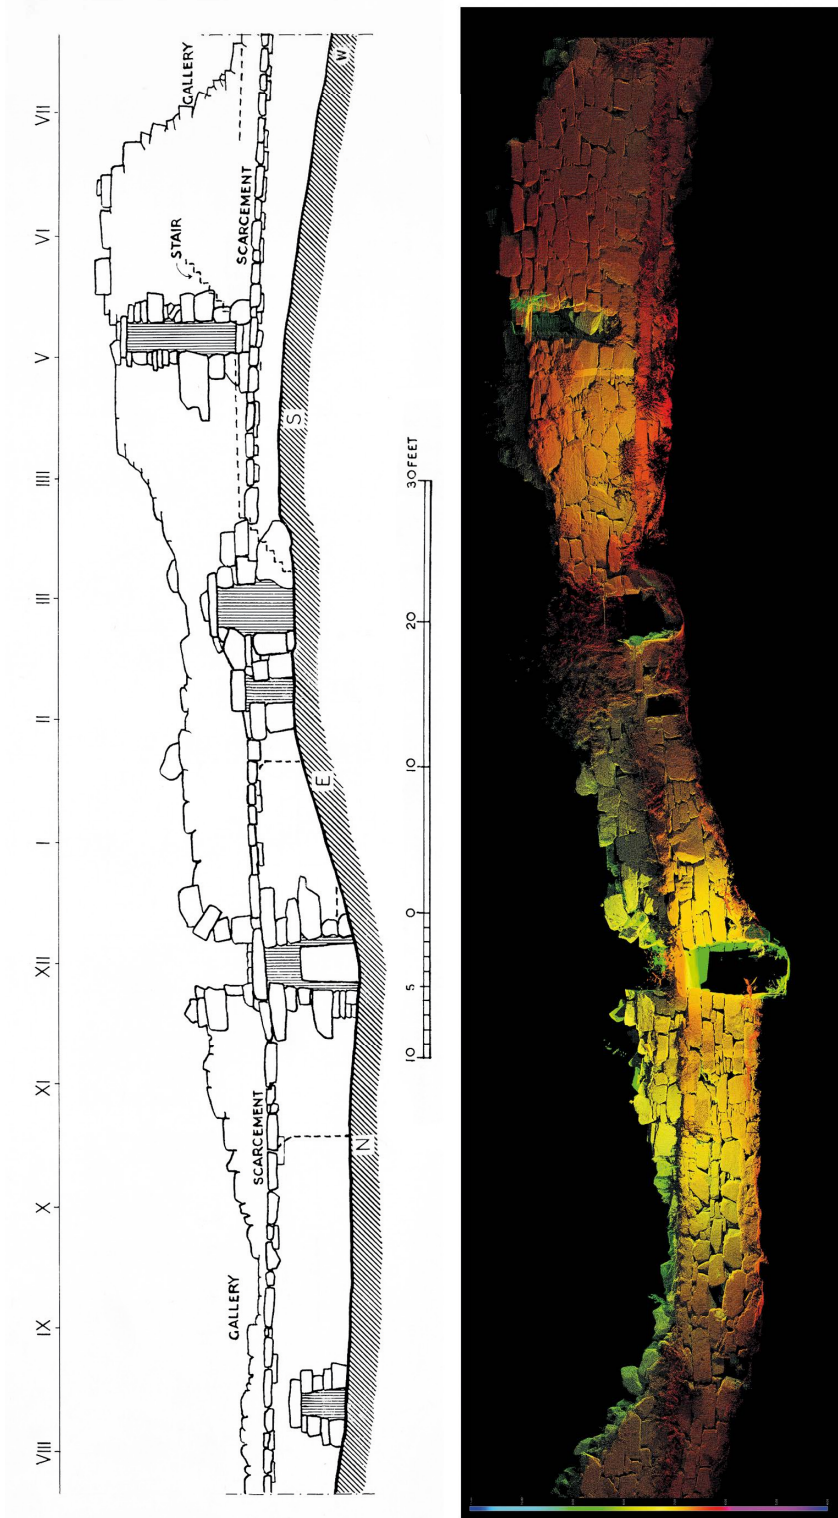 VIII
IX
X
XI
XII
I
II
III
IIII
V
VI
VII
GALLERY
SCARCEMENT
STAIR
SCARCEMENT
GALLERY
N
E
S
W
10
5
0
10
20
30 FEET